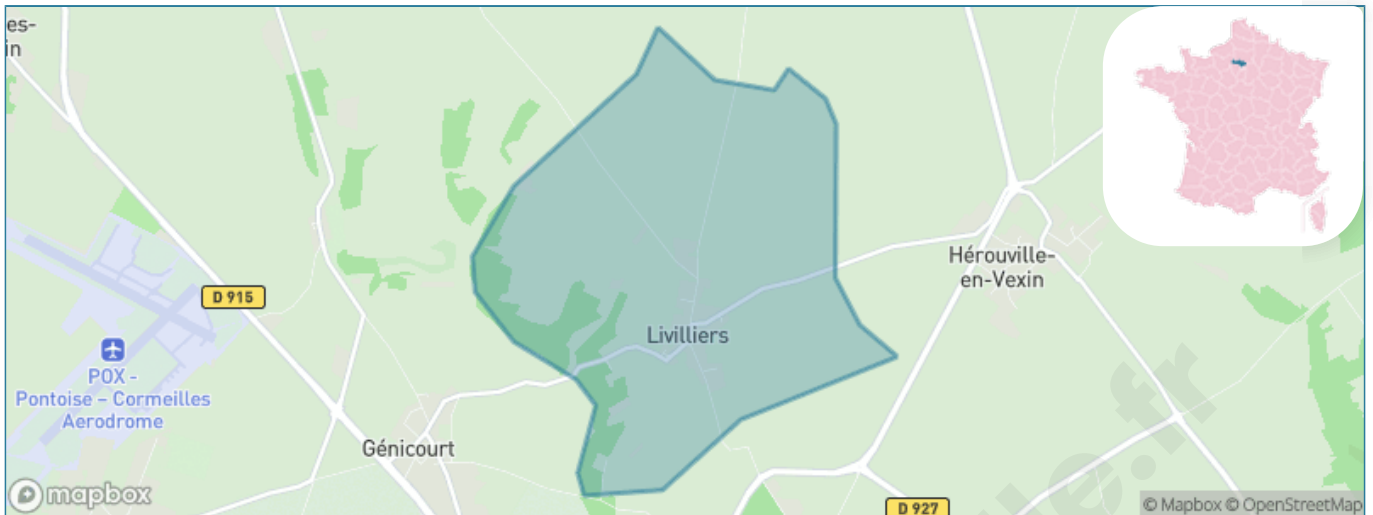 es-
in
D 915
POX -
Pontoise – Cormeilles
Aerodrome
Génicourt
Livilliers
Hérouville-
en-Vexin
D 927
mapbox
© Mapbox © OpenStreetMap